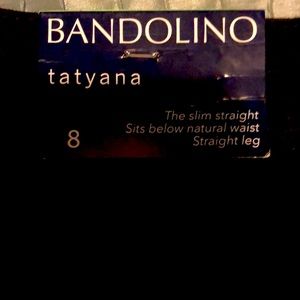 BANDOLINO
tatyana
The slim straight
Sits below natural waist
8
Straight leg